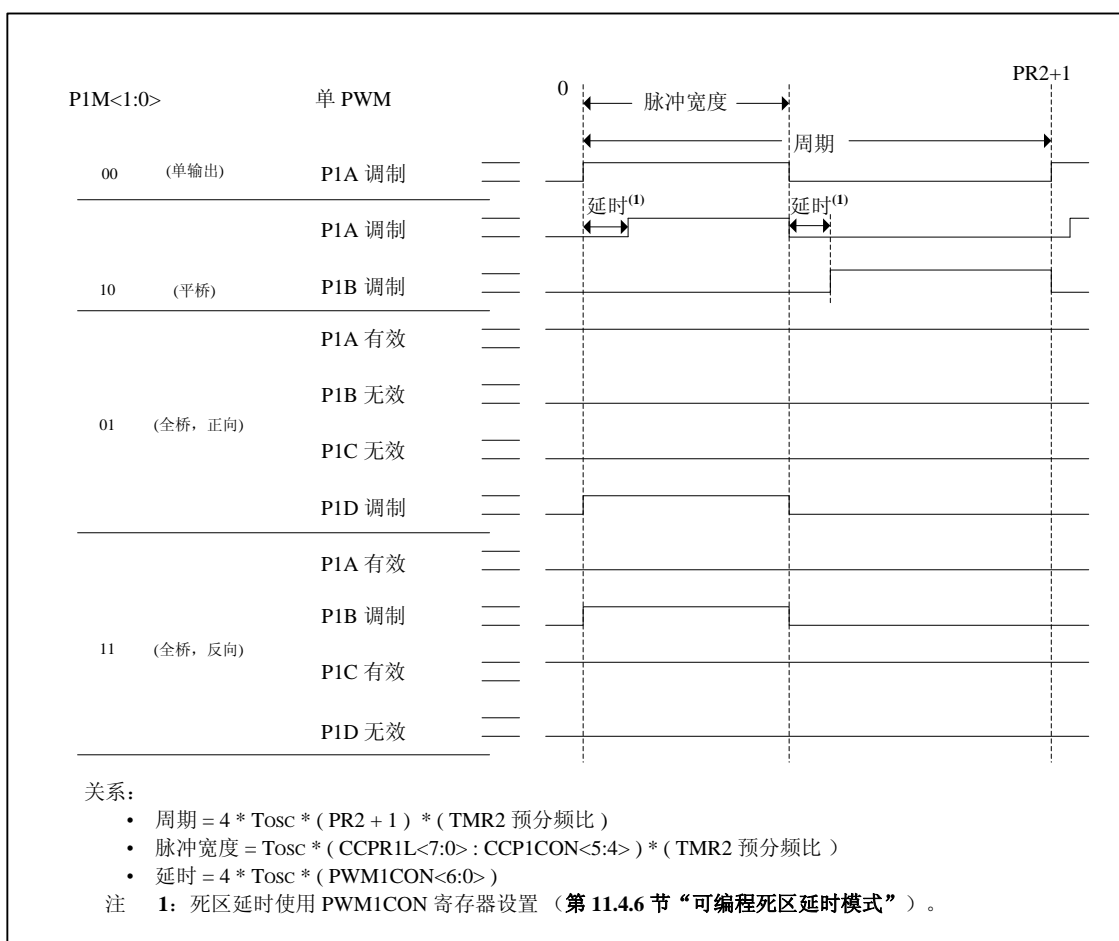 P1M<1:0> 单 PWM 0 PR2+1
脉冲宽度
周期
00 (单输出) P1A 调制
延时(1) 延时(1)
P1A 调制
10 (平桥) P1B 调制
P1A 有效
P1B 无效
01 (全桥，正向)
P1C 无效
P1D 调制
P1A 有效
P1B 调制
11 (全桥，反向)
P1C 有效
P1D 无效
关系：
• 周期 = 4 * Tosc * ( PR2 + 1 ) * ( TMR2 预分频比 )
• 脉冲宽度 = Tosc * ( CCPR1L<7:0> : CCP1CON<5:4> ) * ( TMR2 预分频比 ）
• 延时 = 4 * Tosc * ( PWM1CON<6:0> )
注 1：死区延时使用 PWM1CON 寄存器设置 （第 11.4.6 节“可编程死区延时模式”）。